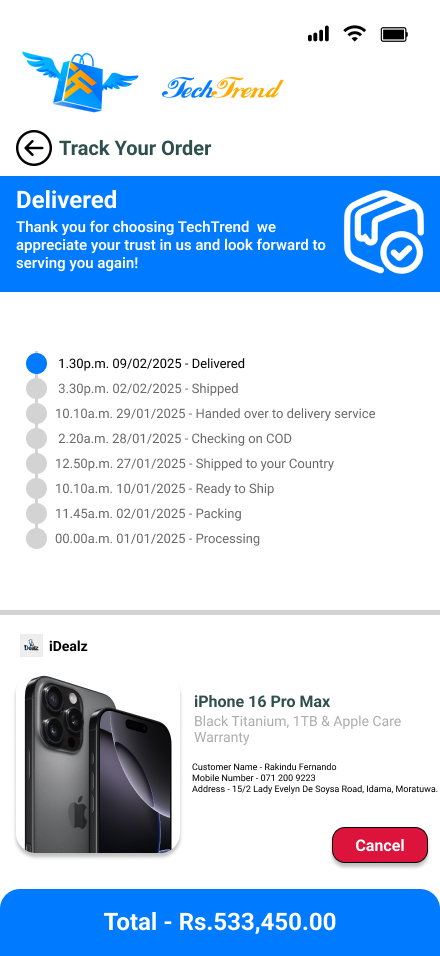 TechTrend
Track Your Order
Delivered
Thank you for choosing TechTrend we
appreciate your trust in us and look forward to
serving you again!
1.30p.m. 09/02/2025 - Delivered
3.30p.m. 02/02/2025 - Shipped
10.10a.m. 29/01/2025 - Handed over to delivery service
2.20a.m. 28/01/2025 - Checking on COD
12.50p.m. 27/01/2025 - Shipped to your Country
10.10a.m. 10/01/2025 - Ready to Ship
11.45a.m. 02/01/2025 - Packing
00.00a.m. 01/01/2025 - Processing
iDealz
iPhone 16 Pro Max
Black Titanium, 1TB & Apple Care
Warranty
Customer Name - Rakindu Fernando
Mobile Number - 071 200 9223
Address - 15/2 Lady Evelyn De Soysa Road, Idama, Moratuwa.
Cancel
Total - Rs.533,450.00